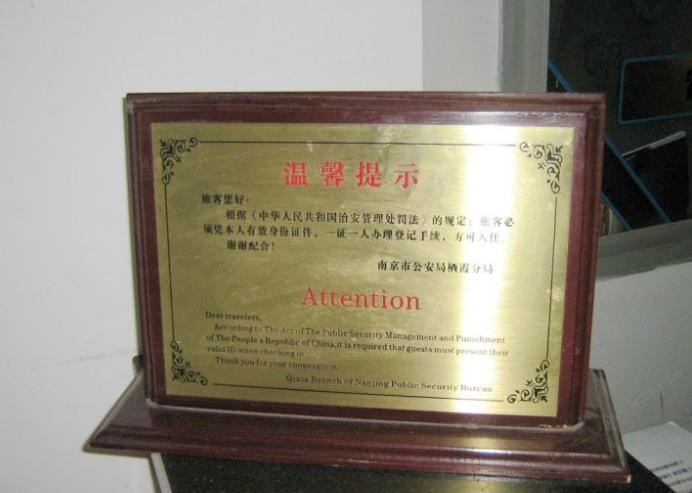 温馨提示
旅客您好：
根据《中华人民共和国治安管理处罚法》的规定：旅客必
须凭本人有效身份证件，一证一人办理登记手续，方可入住。
谢谢配合！
南京市公安局栖霞分局
Attention
Dear travelers,
According to The Act of The Public Security Management and Punishment
of The People's Republic of China,it is required that guests must present their
valid ID when checking in
Thank you for your cooperation.
Qixia Branch of Nanjing Public Security Bureau